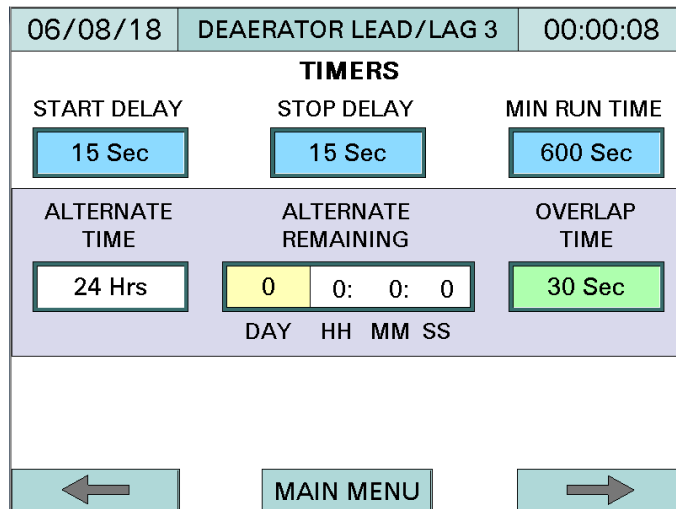 06/08/18 DEAERATOR LEAD/LAG 3 00:00:08
TIMERS
START DELAY STOP DELAY MIN RUN TIME
15 Sec 15 Sec 600 Sec
ALTERNATE ALTERNATE OVERLAP
TIME REMAINING TIME
24 Hrs 0 0: 0: 0 30 Sec
DAY HH MM SS
MAIN MENU